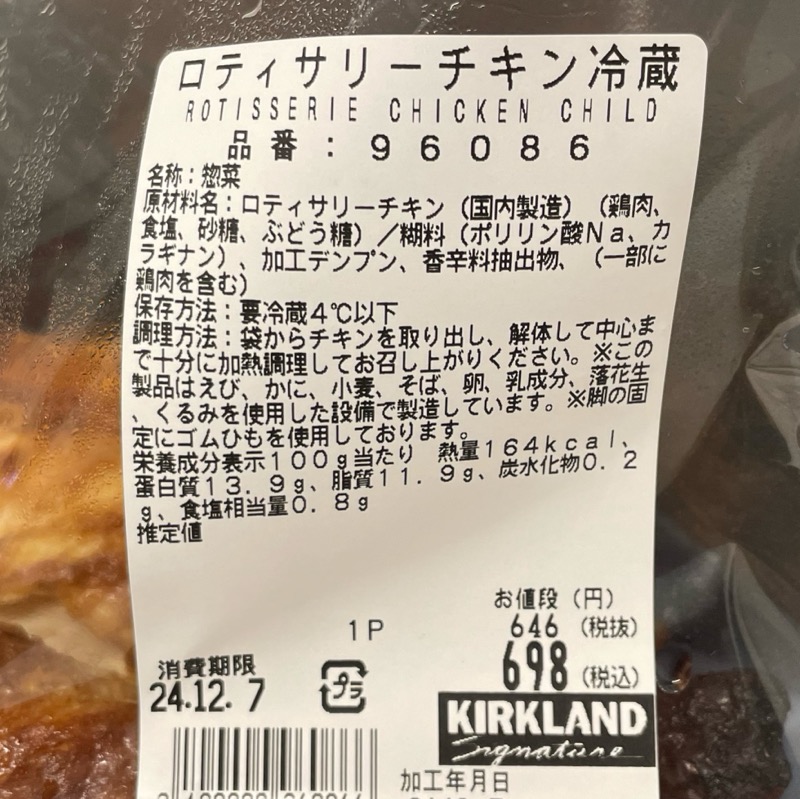 ロティサリーチキン冷蔵
ROTISSERIE CHICKEN CHILD
品番：96086
名称：惣菜
原材料名：ロティサリーチキン（国内製造）（鶏肉、
食塩、砂糖、ぶどう糖）／糊料（ポリリン酸Na、カ
ラギナン）、加工デンプン、香辛料抽出物、（一部に
鶏肉を含む）
保存方法：要冷蔵4℃以下
調理方法：袋からチキンを取り出し、解体して中心ま
で十分に加熱調理してお召し上がりください。※この
製品はえび、かに、小麦、そば、卵、乳成分、落花生
、くるみを使用した設備で製造しています。※脚の固
定にゴムひもを使用しております。
栄養成分表示100g当たり 熱量164kcal、
蛋白質13.9g、脂質11.9g、炭水化物0.2
g、食塩相当量0.8g
推定値
お値段（円）
1P
646（税抜）
698（税込）
消費期限
24.12.7
プラ
KIRKLAND
Signature
加工年月日